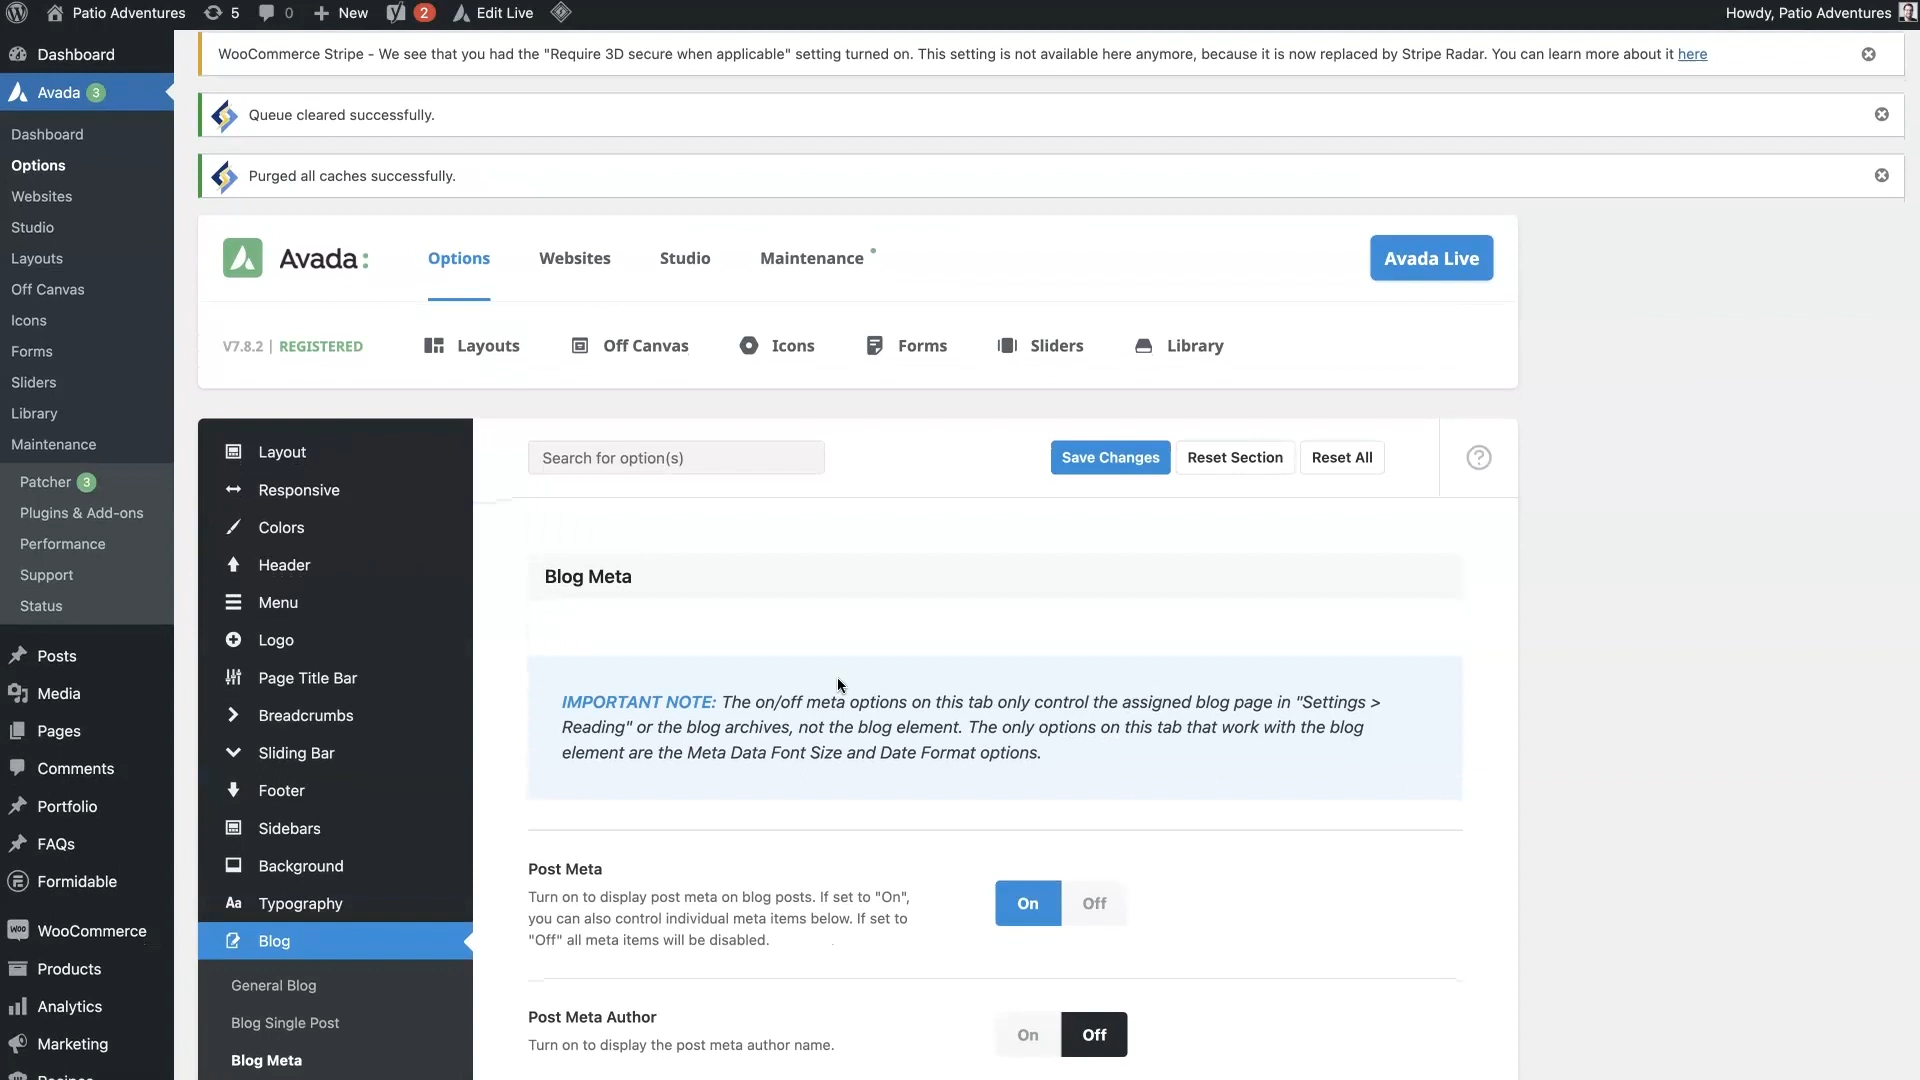 Patio Adventures 5 0 New 2 Edit Live Howdy, Patio Adventures
Dashboard
Avada 3
Dashboard
Options
Websites
Studio
Layouts
Off Canvas
Icons
Forms
Sliders
Library
Maintenance
Patcher 3
Plugins & Add-ons
Performance
Support
Status
Posts
Media
Pages
Comments
Portfolio
FAQs
Formidable
WooCommerce
Products
Analytics
Marketing
WooCommerce Stripe - We see that you had the "Require 3D secure when applicable" setting turned on. This setting is not available here anymore, because it is now replaced by Stripe Radar. You can learn more about it here
Queue cleared successfully.
Purged all caches successfully.
Avada: Options Websites Studio Maintenance Avada Live
V7.8.2 | REGISTERED Layouts Off Canvas Icons Forms Sliders Library
Layout
Responsive
Colors
Header
Menu
Logo
Page Title Bar
Breadcrumbs
Sliding Bar
Footer
Sidebars
Background
Aa Typography
Blog
General Blog
Blog Single Post
Blog Meta
Search for option(s) Save Changes Reset Section Reset All
Blog Meta
IMPORTANT NOTE: The on/off meta options on this tab only control the assigned blog page in "Settings >
Reading" or the blog archives, not the blog element. The only options on this tab that work with the blog
element are the Meta Data Font Size and Date Format options.
Post Meta
Turn on to display post meta on blog posts. If set to "On",
you can also control individual meta items below. If set to
"Off" all meta items will be disabled.
On Off
Post Meta Author
Turn on to display the post meta author name.
On Off